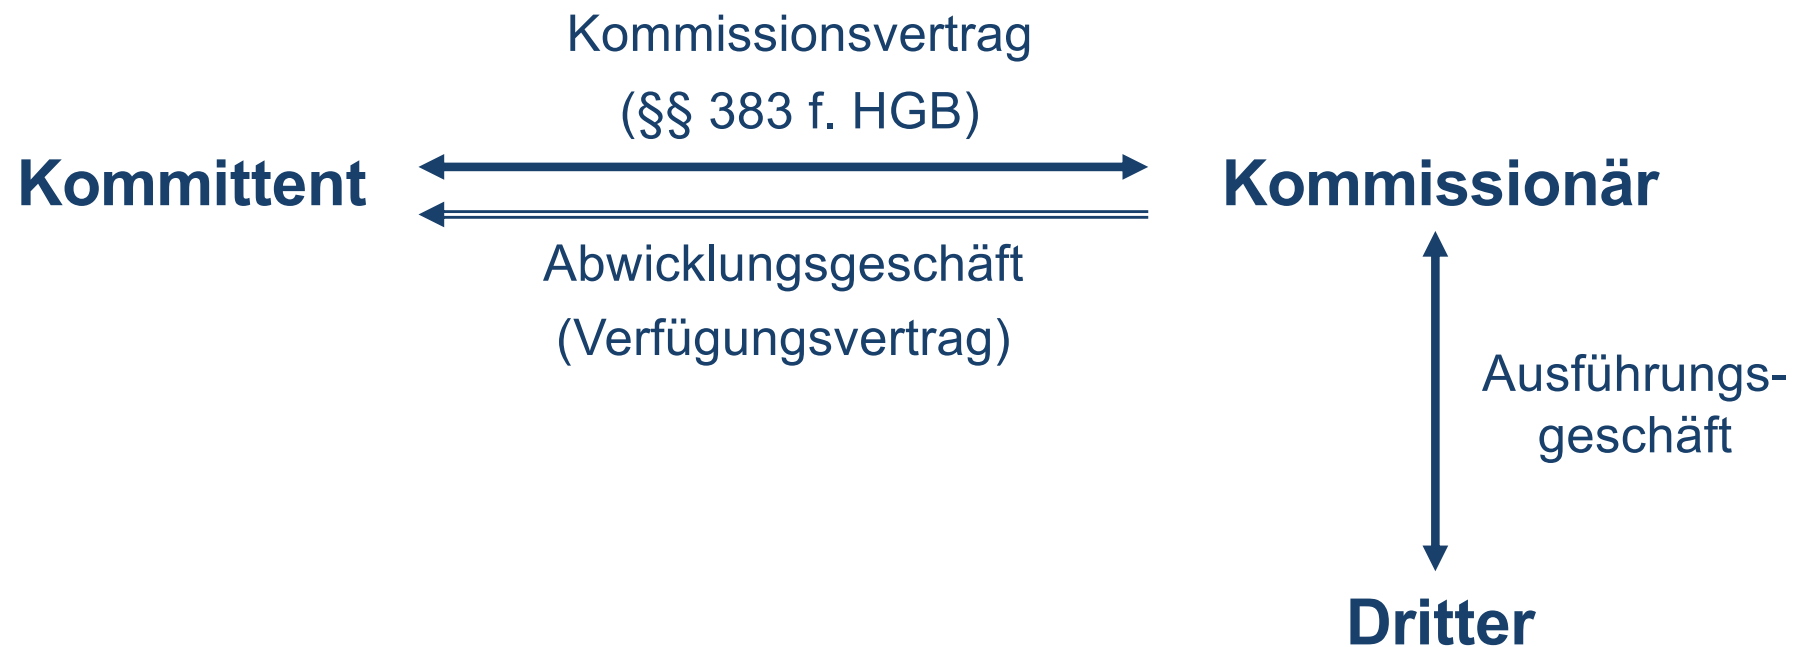 Kommissionsvertrag
(§§ 383 f. HGB)
Kommittent
Kommissionär
Abwicklungsgeschäft
(Verfügungsvertrag)
Ausführungs-
geschäft
Dritter